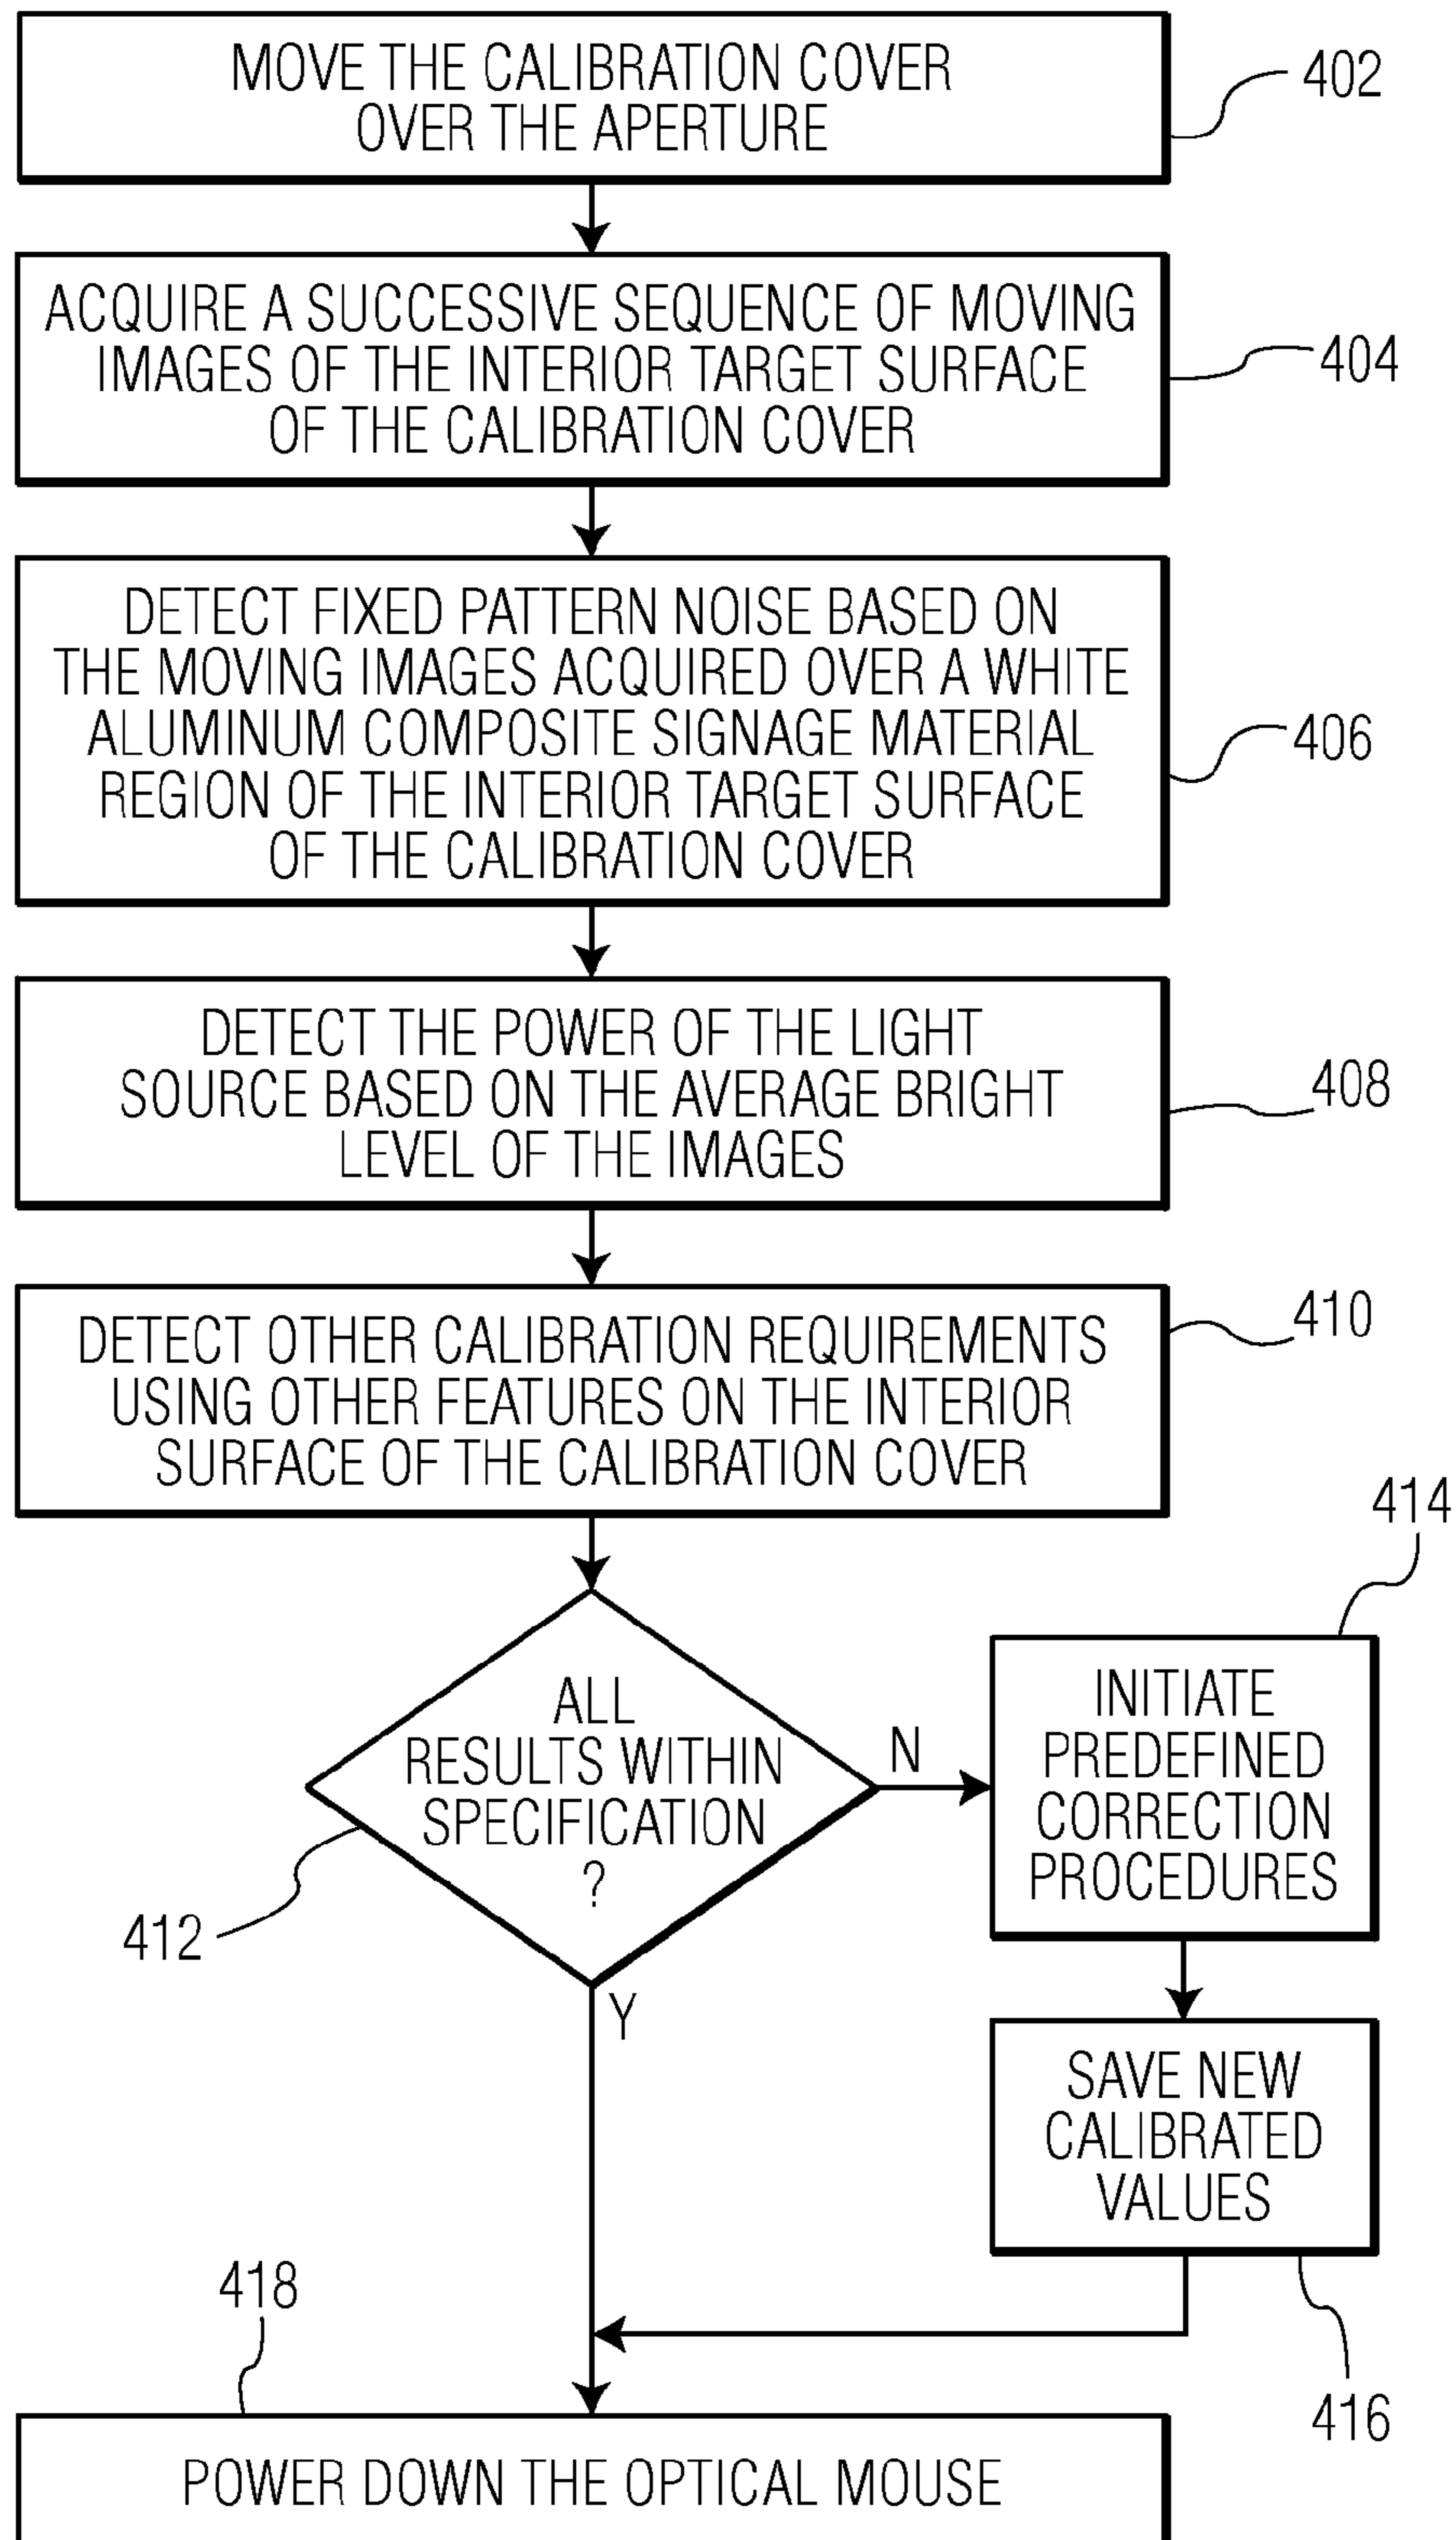 MOVE THE CALIBRATION COVER
OVER THE APERTURE
402
ACQUIRE A SUCCESSIVE SEQUENCE OF MOVING
IMAGES OF THE INTERIOR TARGET SURFACE
OF THE CALIBRATION COVER
404
DETECT FIXED PATTERN NOISE BASED ON
THE MOVING IMAGES ACQUIRED OVER A WHITE
ALUMINUM COMPOSITE SIGNAGE MATERIAL
REGION OF THE INTERIOR TARGET SURFACE
OF THE CALIBRATION COVER
406
DETECT THE POWER OF THE LIGHT
SOURCE BASED ON THE AVERAGE BRIGHT
LEVEL OF THE IMAGES
408
DETECT OTHER CALIBRATION REQUIREMENTS
USING OTHER FEATURES ON THE INTERIOR
SURFACE OF THE CALIBRATION COVER
410
ALL
RESULTS WITHIN
SPECIFICATION
?
412
N
Y
414
INITIATE
PREDEFINED
CORRECTION
PROCEDURES
SAVE NEW
CALIBRATED
VALUES
416
418
POWER DOWN THE OPTICAL MOUSE